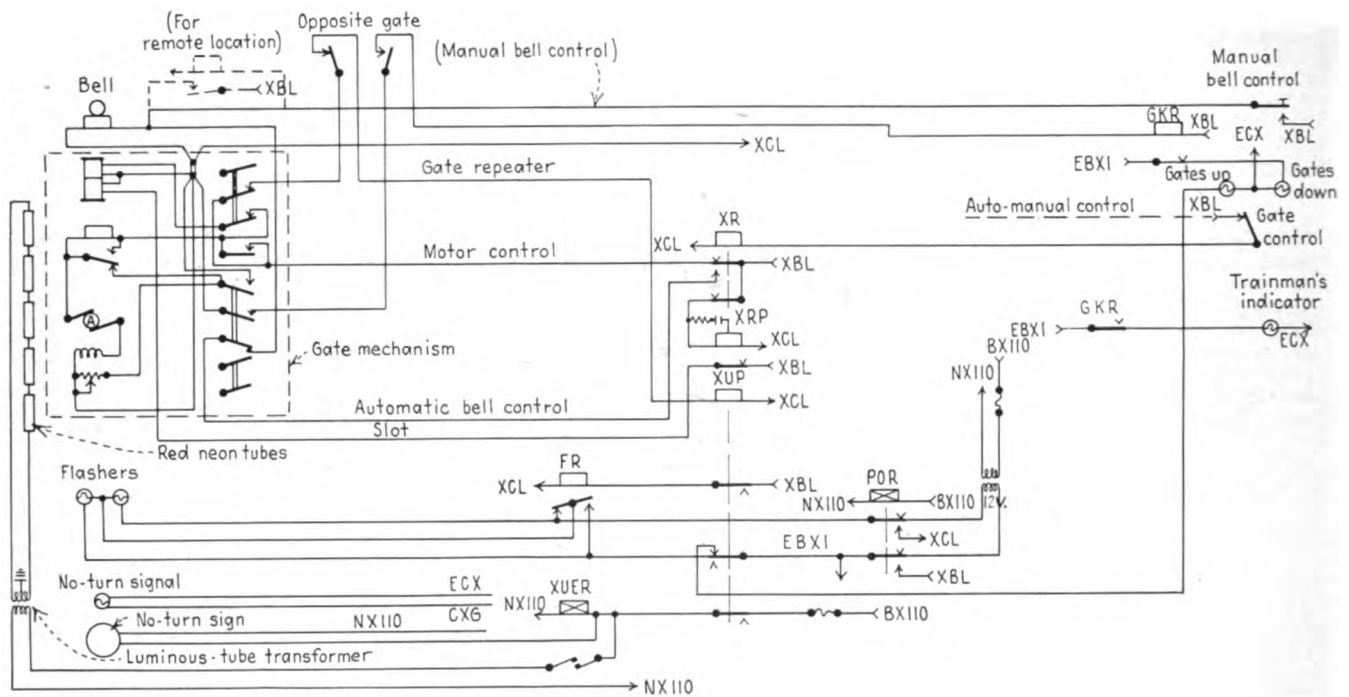 (For
remote location)
Opposite gate
(Manual bell control)
Manual
bell control
Bell
XBL
GKR
XBL
ECX
XBL
XCL
EBX1
Gate repeater
Gates up
Gates
down
Auto-manual control
XBL
XR
Gate
control
XCL
Motor control
XBL
Trainman's
indicator
GKR
XRP
EBX1
ECX
A
XCL
BX110
Gate mechanism
XUP
XBL
NX110
XCL
Automatic bell control
Slot
Red neon tubes
Flashers
FR
POR
XCL
XBL
NX110
BX110
12 V.
XCL
EBX1
XBL
No-turn signal
ECX
XUER
NX110
CXG
BX110
No-turn sign
NX110
Luminous-tube transformer
NX110